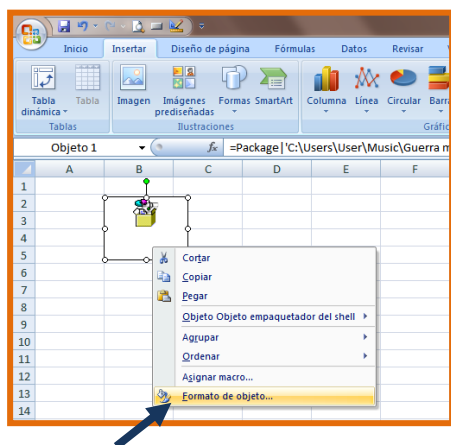 Inicio Insertar Diseño de página Fórmulas Datos Revisar
Tabla dinámica Tabla Imagen Imágenes prediseñadas Formas SmartArt Columna Línea Circular Barra
Tablas Ilustraciones Gráfic
Objeto 1 fx =Package|'C:\Users\User\Music\Guerra m
A B C D E F
1
2
3
4
5 Cortar
6 Copiar
7 Pegar
8 Objeto Objeto empaquetador del shell
9
10 Agrupar
11 Ordenar
12 Asignar macro...
13 Formato de objeto...
14